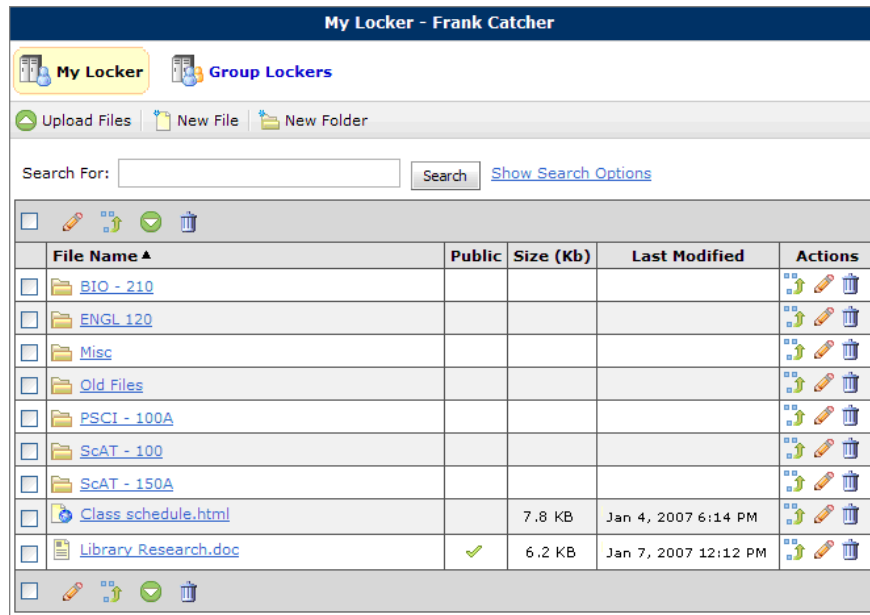 My Locker - Frank Catcher
My Locker Group Lockers
Upload Files New File New Folder
Search For: Search Show Search Options
File Name Public Size (Kb) Last Modified Actions
BIO - 210
ENGL 120
Misc
Old Files
PSCI - 100A
ScAT - 100
ScAT - 150A
Class schedule.html 7.8 KB Jan 4, 2007 6:14 PM
Library Research.doc 6.2 KB Jan 7, 2007 12:12 PM